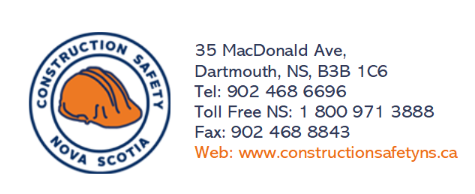 CONSTRUCTION SAFETY
NOVA SCOTIA
35 MacDonald Ave,
Dartmouth, NS, B3B 1C6
Tel: 902 468 6696
Toll Free NS: 1 800 971 3888
Fax: 902 468 8843
Web: www.constructionsafetyns.ca